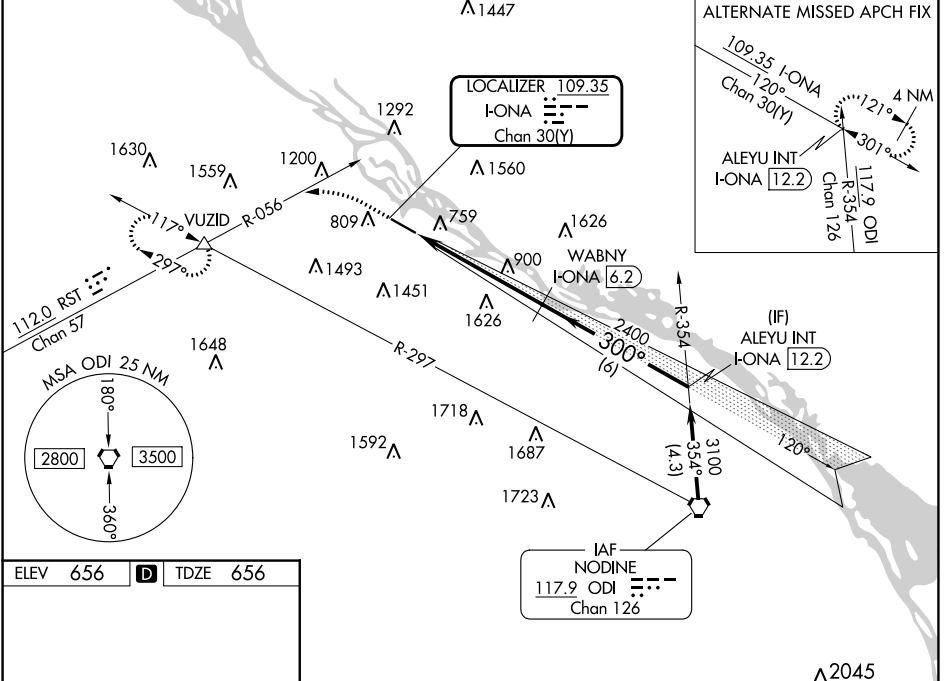 1447
ALTERNATE MISSED APCH FIX
109.35 I-ONA
120°
Chan 30(Y)
121°
4 NM
301°
ALEYU INT
I-ONA 12.2
117.9 ODI
R-354
Chan 126
LOCALIZER 109.35
I-ONA
Chan 30(Y)
1292
1630
1559
1200
1560
VUZID
R-056
117°
297°
809
759
1626
900
WABNY
I-ONA 6.2
1493
1451
1626
112.0 RST
Chan 57
R-297
2400
300°
(6)
R-354
(IF)
ALEYU INT
I-ONA 12.2
1648
MSA ODI 25 NM
180°
2800
3500
360°
1718
1592
1687
1723
3100
354°
(4.3)
120°
IAF
NODINE
117.9 ODI
Chan 126
ELEV 656 D TDZE 656
2045